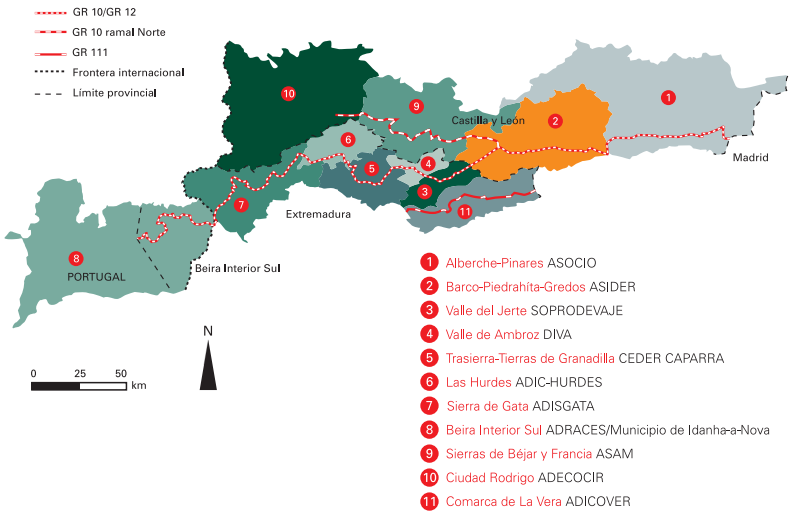 GR 10/GR 12
GR 10 ramal Norte
GR 111
Frontera internacional
Límite provincial
10
9
1
Castilla y León
2
6
Madrid
5
4
3
7
Extremadura
11
8
PORTUGAL
Beira Interior Sul
N
0 25 50
km
1 Alberche-Pinares ASOCIO
2 Barco-Piedrahíta-Gredos ASIDER
3 Valle del Jerte SOPRODEVAJE
4 Valle de Ambroz DIVA
5 Trasierra-Tierras de Granadilla CEDER CAPARRA
6 Las Hurdes ADIC-HURDES
7 Sierra de Gata ADISGATA
8 Beira Interior Sul ADRACES/Municipio de Idanha-a-Nova
9 Sierras de Béjar y Francia ASAM
10 Ciudad Rodrigo ADECOCIR
11 Comarca de La Vera ADICOVER